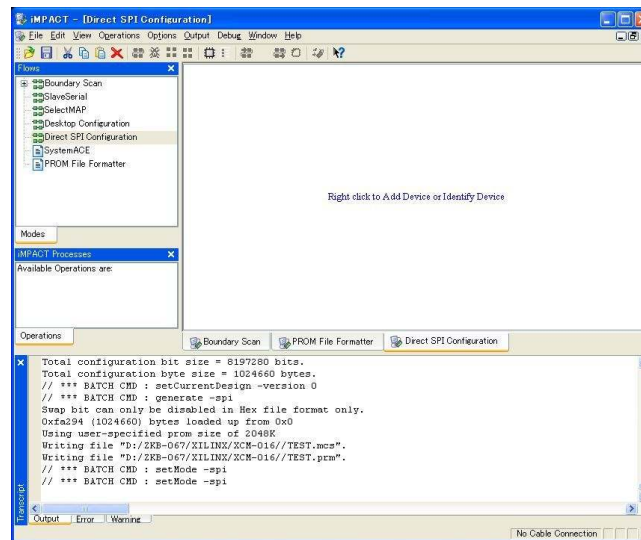 iMPACT - [Direct SPI Configuration]
File Edit View Operations Options Output Debug Window Help
Flows
Boundary Scan
SlaveSerial
SelectMAP
Desktop Configuration
Direct SPI Configuration
SystemACE
PROM File Formatter
Right click to Add Device or Identify Device
Modes
iMPACT Processes
Available Operations are:
Operations
Boundary Scan PROM File Formatter Direct SPI Configuration
Total configuration bit size = 8197280 bits.
Total configuration byte size = 1024660 bytes.
// *** BATCH CMD : setCurrentDesign -version 0
// *** BATCH CMD : generate -spi
Swap bit can only be disabled in Hex file format only.
0xfa294 (1024660) bytes loaded up from 0x0
Using user-specified prom size of 2048K
Writing file "D:/ZKB-067/XILINX/XCM-016//TEST.mcs".
Writing file "D:/ZKB-067/XILINX/XCM-016//TEST.prm".
// *** BATCH CMD : setMode -spi
// *** BATCH CMD : setMode -spi
Transcript
Output Error Warning
No Cable Connection